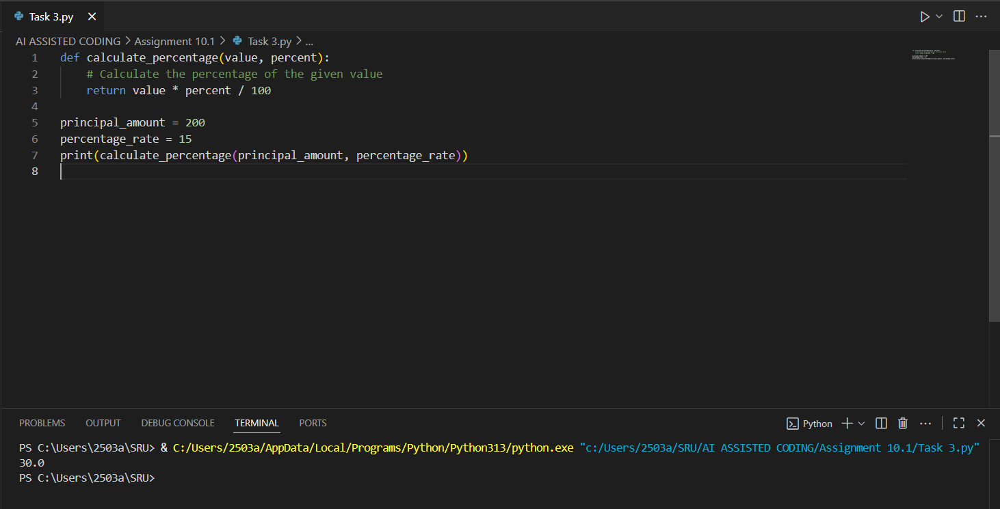 Task 3.py
AI ASSISTED CODING > Assignment 10.1 > Task 3.py > ...
1 def calculate_percentage(value, percent):
2     # Calculate the percentage of the given value
3     return value * percent / 100
4
5 principal_amount = 200
6 percentage_rate = 15
7 print(calculate_percentage(principal_amount, percentage_rate))
8
PROBLEMS OUTPUT DEBUG CONSOLE TERMINAL PORTS Python
PS C:\Users\2503a\SRU> & C:/Users/2503a/AppData/Local/Programs/Python/Python313/python.exe "c:/Users/2503a/SRU/AI ASSISTED CODING/Assignment 10.1/Task 3.py"
30.0
PS C:\Users\2503a\SRU>